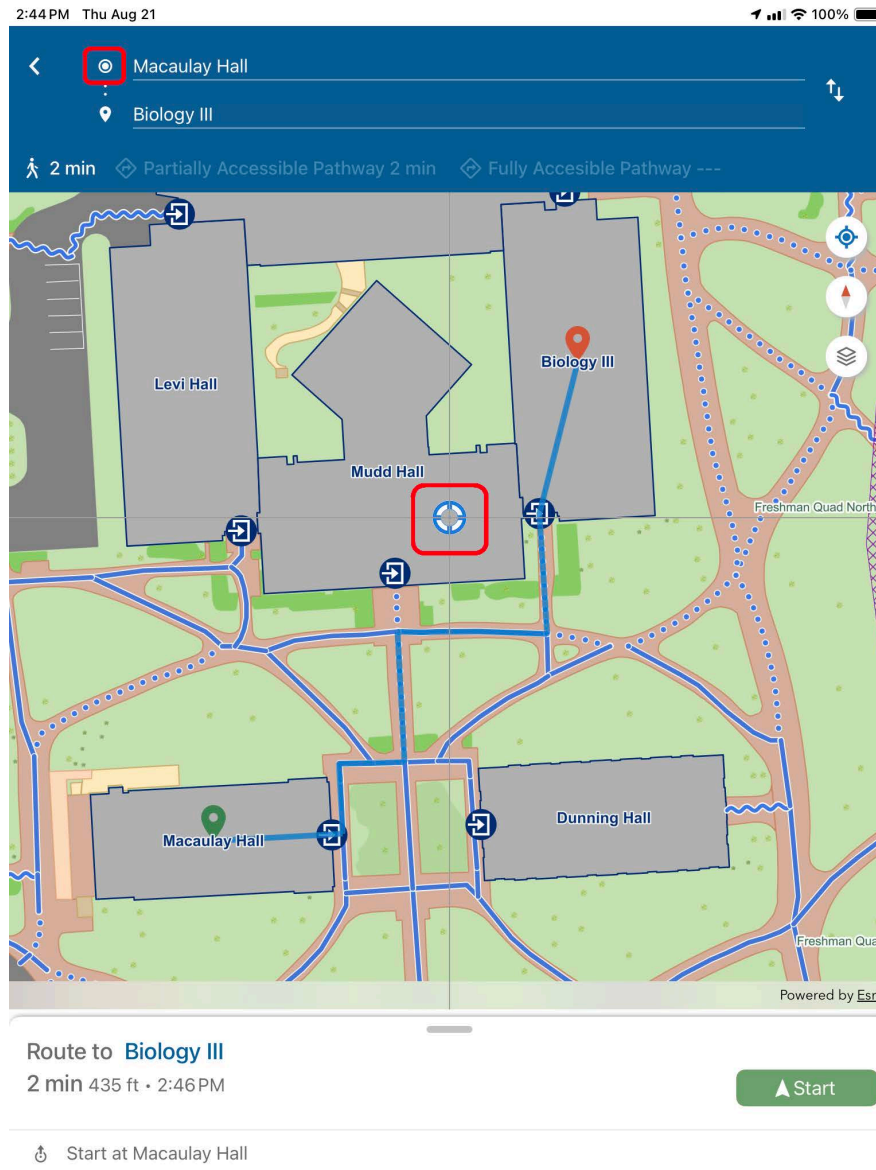 2:44 PM Thu Aug 21
100%
Macaulay Hall
Biology III
2 min Partially Accessible Pathway 2 min Fully Accesible Pathway ---
Levi Hall
Biology III
Mudd Hall
Freshman Quad North
Macaulay Hall
Dunning Hall
Freshman Qua
Powered by Esr
Route to Biology III
2 min 435 ft • 2:46 PM
Start
Start at Macaulay Hall